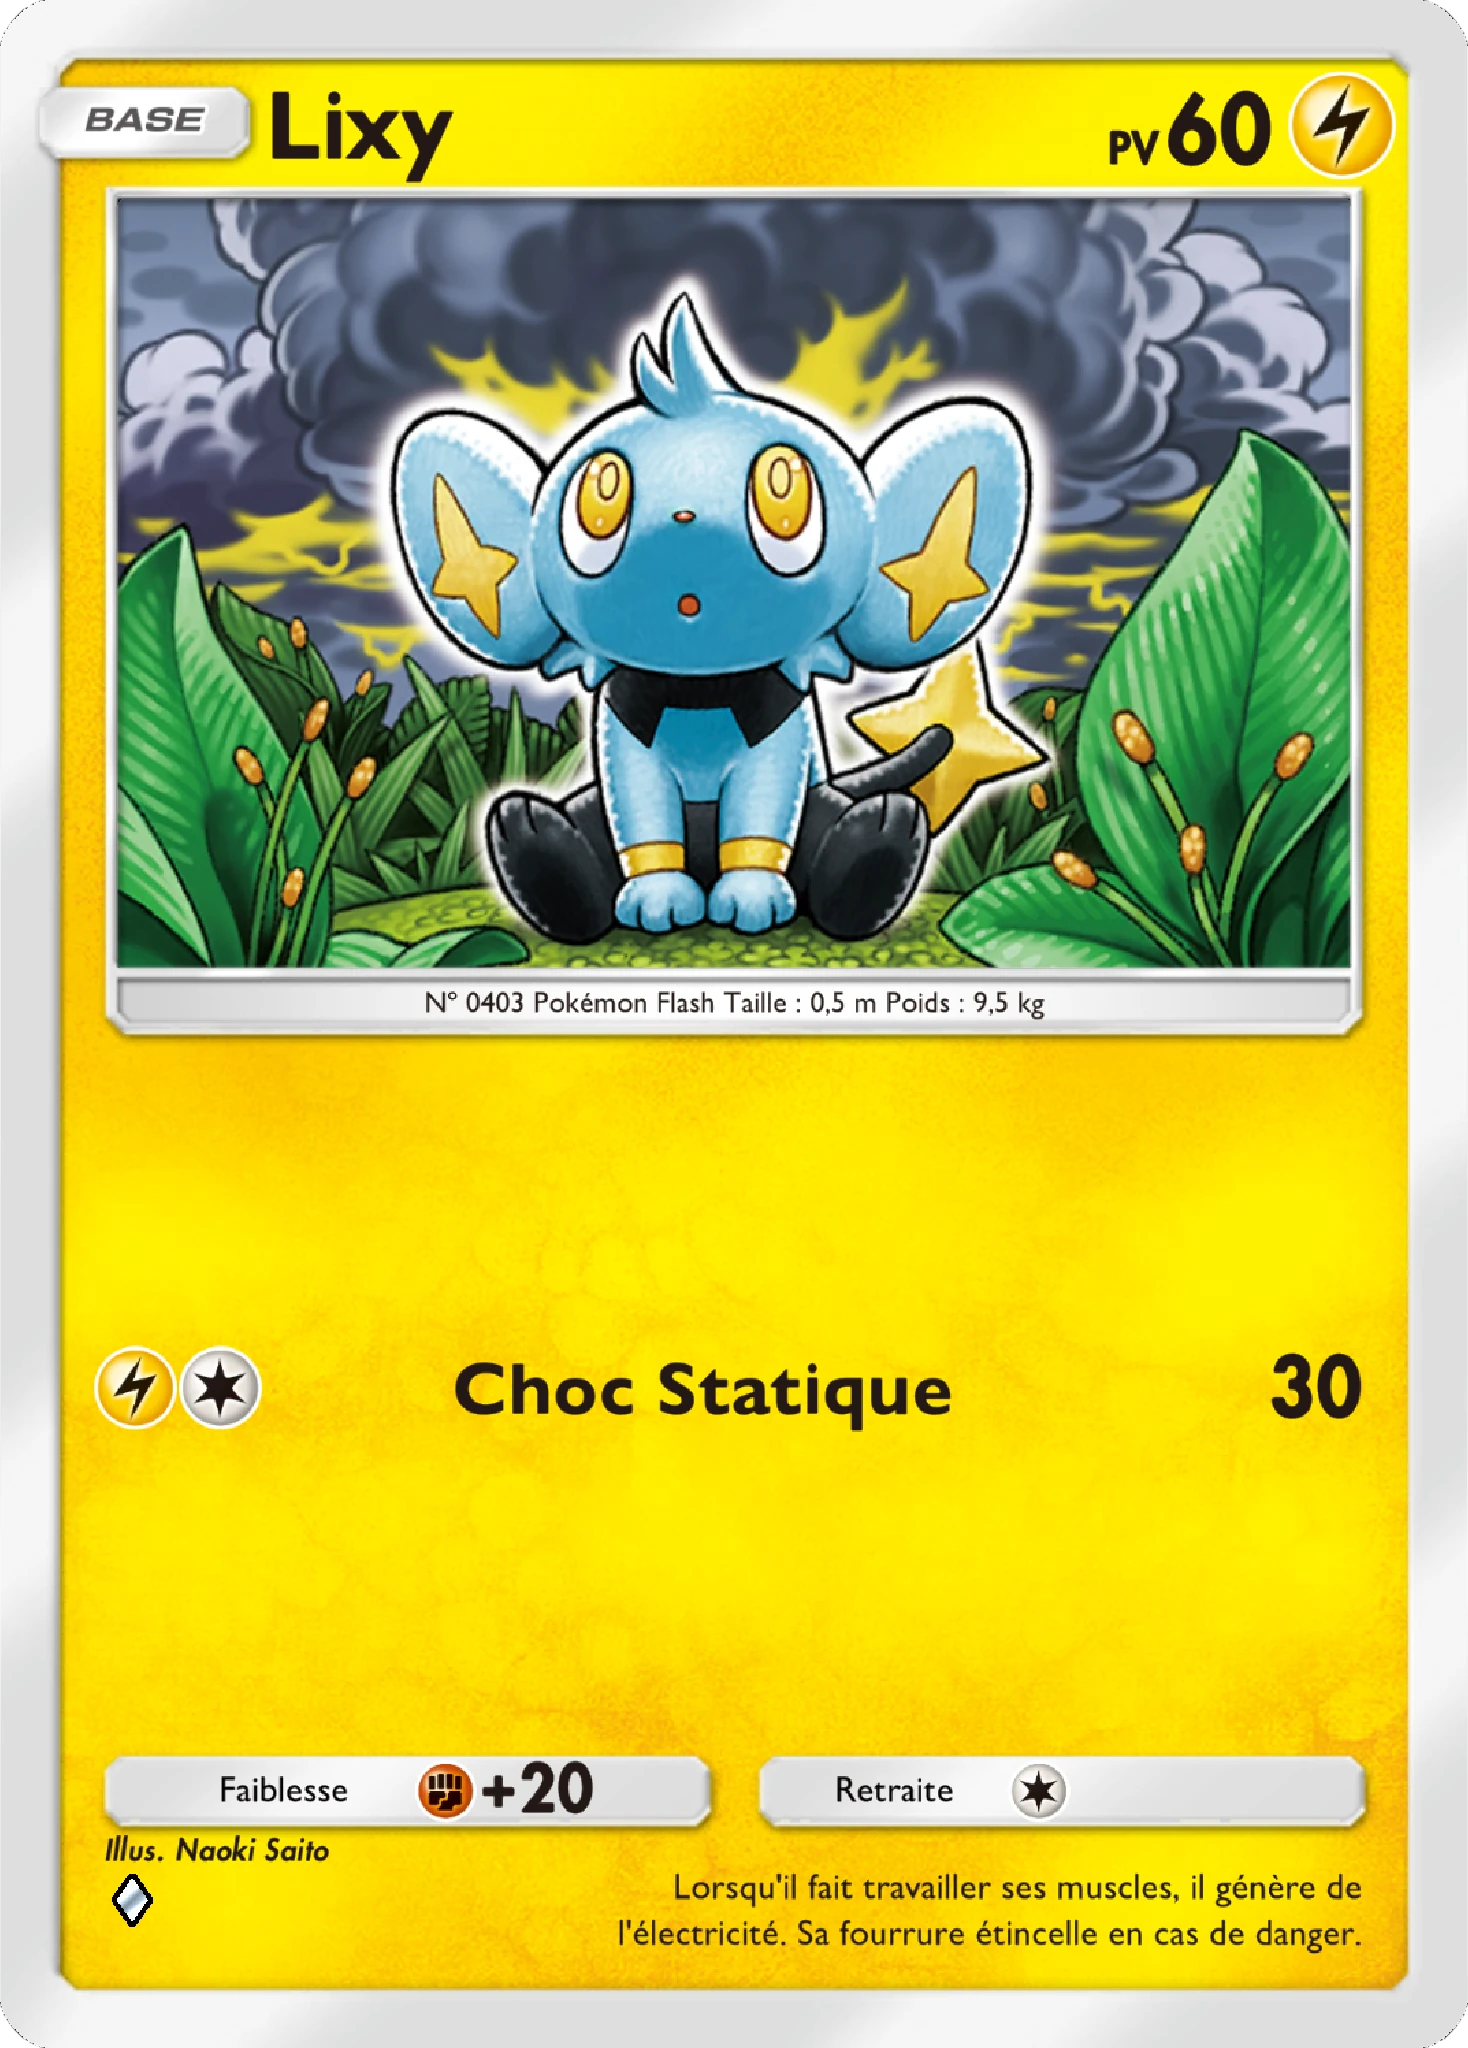 BASE
Lixy
PV 60
N° 0403 Pokémon Flash Taille : 0,5 m Poids : 9,5 kg
Choc Statique 30
Faiblesse +20 Retraite
Illus. Naoki Saito
Lorsqu'il fait travailler ses muscles, il génère de
l'électricité. Sa fourrure étincelle en cas de danger.